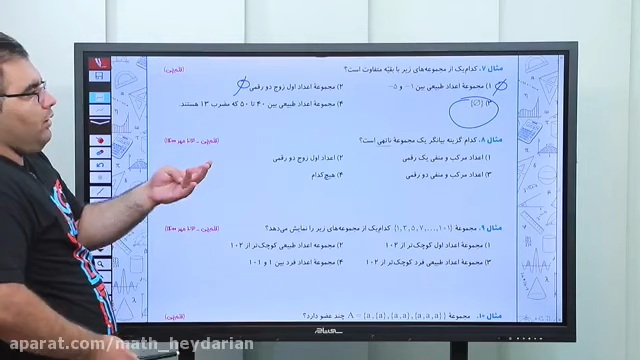 مثال ۷. کدام‌یک از مجموعه‌های زیر با بقیه متفاوت است؟ (قلم‌چی)
۱) مجموعه اعداد طبیعی بین ۱− و ۵− ∅
۲) مجموعه اعداد اول زوج دو رقمی ∅
۳) {∅}
۴) مجموعه اعداد طبیعی بین ۴۰ تا ۵۰ که مضرب ۱۳ هستند.
مثال ۸. کدام گزینه بیانگر یک مجموعهٔ ناتهی است؟
۱) اعداد مرکب و منفی یک رقمی
۲) اعداد اول زوج دو رقمی
۳) اعداد مرکب و منفی دو رقمی
۴) هیچ‌کدام
مثال ۹. مجموعهٔ {۱,۳,۵,۷,...,۱۰۱} کدام‌یک از مجموعه‌های زیر را نمایش می‌دهد؟
۱) مجموعه اعداد اول کوچک‌تر از ۱۰۲
۲) مجموعه اعداد طبیعی کوچک‌تر از ۱۰۲
۳) مجموعه اعداد طبیعی فرد کوچک‌تر از ۱۰۲
۴) مجموعه اعداد فرد بین ۱ و ۱۰۱
مثال ۱۰. مجموعهٔ A = {a,{a},{a,a},{a,a,a}} چند عضو دارد؟ (قلم‌چی)
aparat.com/math_heydarian